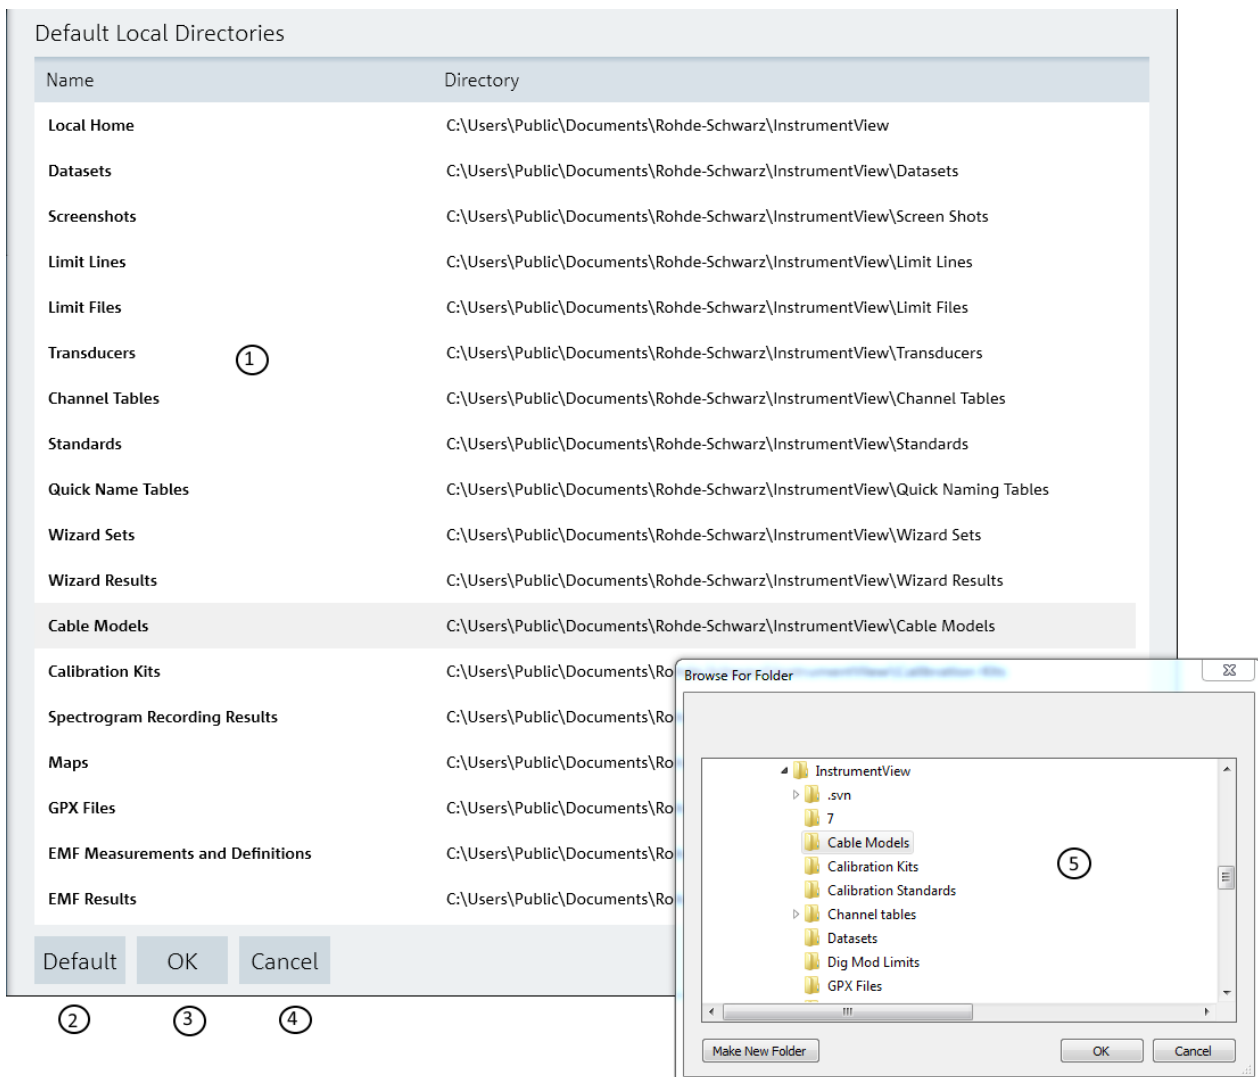 Default Local Directories
Name Directory
Local Home C:\Users\Public\Documents\Rohde-Schwarz\InstrumentView
Datasets C:\Users\Public\Documents\Rohde-Schwarz\InstrumentView\Datasets
Screenshots C:\Users\Public\Documents\Rohde-Schwarz\InstrumentView\Screen Shots
Limit Lines C:\Users\Public\Documents\Rohde-Schwarz\InstrumentView\Limit Lines
Limit Files C:\Users\Public\Documents\Rohde-Schwarz\InstrumentView\Limit Files
Transducers 1 C:\Users\Public\Documents\Rohde-Schwarz\InstrumentView\Transducers
Channel Tables C:\Users\Public\Documents\Rohde-Schwarz\InstrumentView\Channel Tables
Standards C:\Users\Public\Documents\Rohde-Schwarz\InstrumentView\Standards
Quick Name Tables C:\Users\Public\Documents\Rohde-Schwarz\InstrumentView\Quick Naming Tables
Wizard Sets C:\Users\Public\Documents\Rohde-Schwarz\InstrumentView\Wizard Sets
Wizard Results C:\Users\Public\Documents\Rohde-Schwarz\InstrumentView\Wizard Results
Cable Models C:\Users\Public\Documents\Rohde-Schwarz\InstrumentView\Cable Models
Calibration Kits C:\Users\Public\Documents\Ro
Spectrogram Recording Results C:\Users\Public\Documents\Ro
Maps C:\Users\Public\Documents\Ro
GPX Files C:\Users\Public\Documents\Ro
EMF Measurements and Definitions C:\Users\Public\Documents\Ro
EMF Results C:\Users\Public\Documents\Ro
Default OK Cancel
2 3 4
Browse For Folder
InstrumentView
.svn
7
Cable Models
Calibration Kits
5
Calibration Standards
Channel tables
Datasets
Dig Mod Limits
GPX Files
Make New Folder OK Cancel